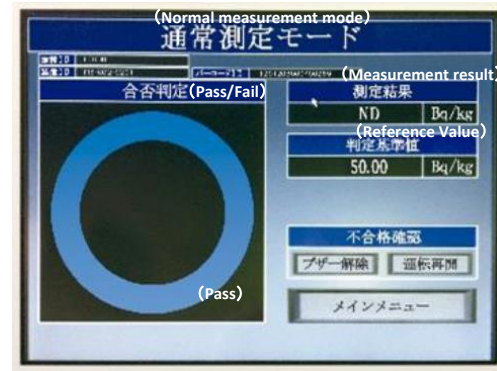 (Normal measurement mode)
通常測定モード
(Measurement result)
合否判定(Pass/Fail)
測定結果
ND Bq/kg
(Reference Value)
判定基準値
50.00 Bq/kg
(Pass)
不合格確認
ブザー解除 運転再開
メインメニュー